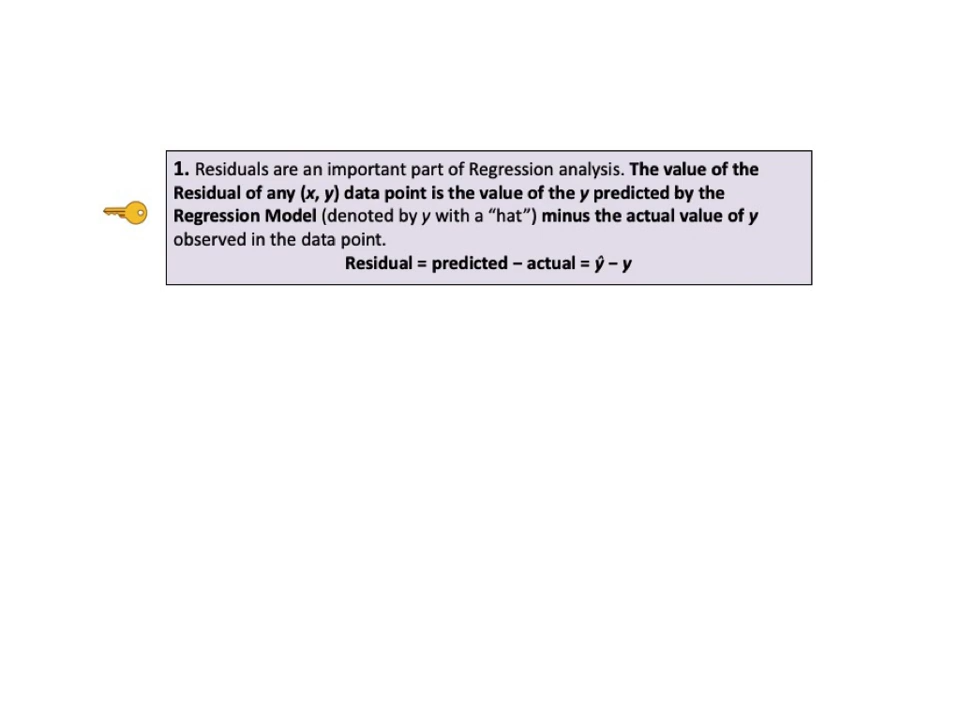 1. Residuals are an important part of Regression analysis. The value of the
Residual of any (x, y) data point is the value of the y predicted by the
Regression Model (denoted by y with a “hat”) minus the actual value of y
observed in the data point.
Residual = predicted – actual = ŷ – y